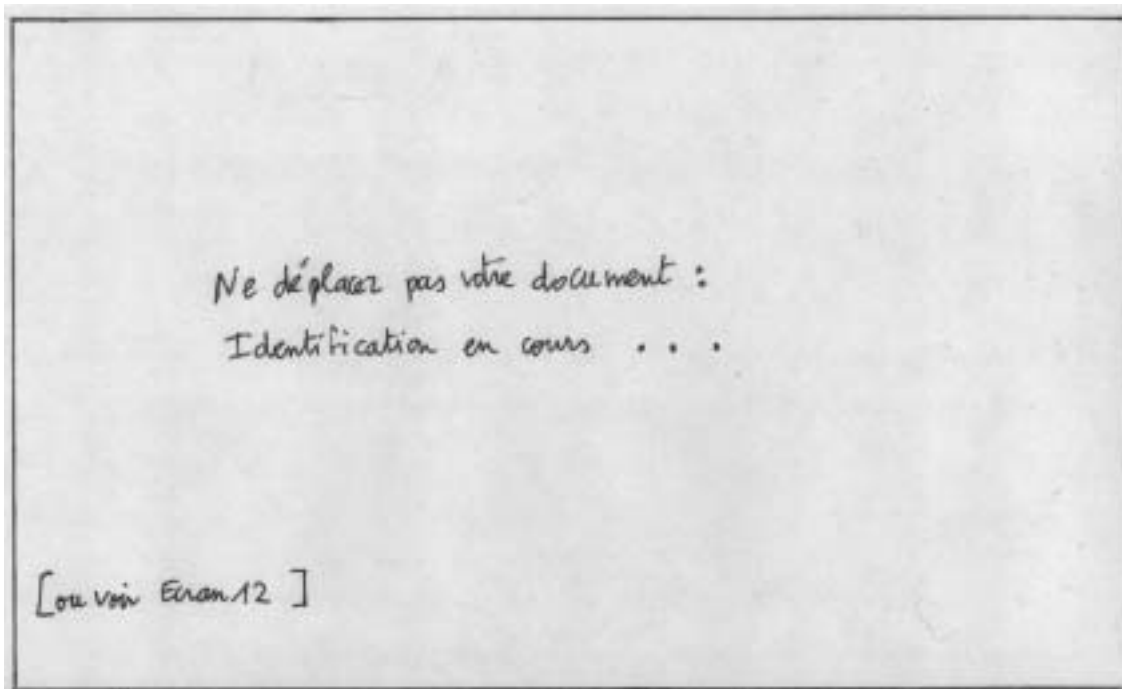 Ne déplacez pas votre document :
Identification en cours . . .
[ou voir Ecran 12 ]